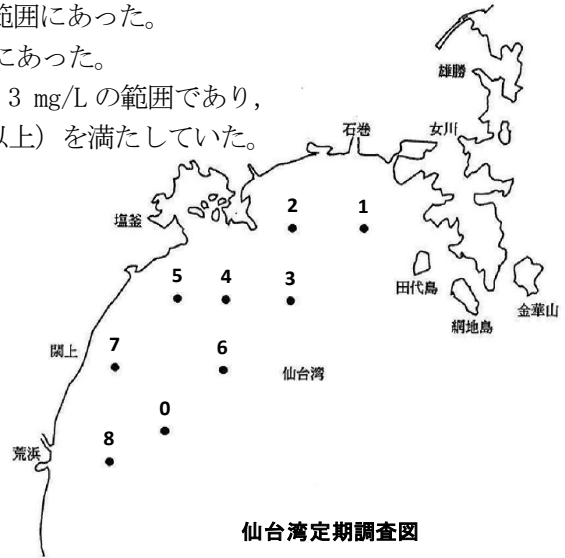 範囲にあった。
にあった。
3 mg/L の範囲であり，
以上）を満たしていた。
雄勝
石巻
女川
塩釜
2
1
5
4
3
田代島
網地島
金華山
閖上
7
6
仙台湾
0
荒浜
8
仙台湾定期調査図